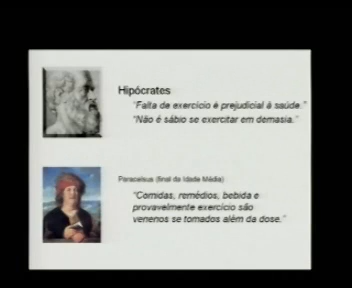 Hipócrates
"Falta de exercício é prejudicial à saúde."
"Não é sábio se exercitar em demasia."
Paracelsus (final da Idade Média)
"Comidas, remédios, bebida e
provavelmente exercício são
venenos se tomados além da dose."